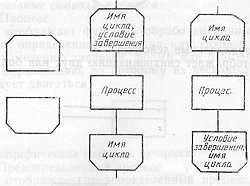 Имя
цикла,
условие
завершения
Процесс
Имя
цикла
Имя
цикла
Процес.
Условие
завершения,
имя
цикла